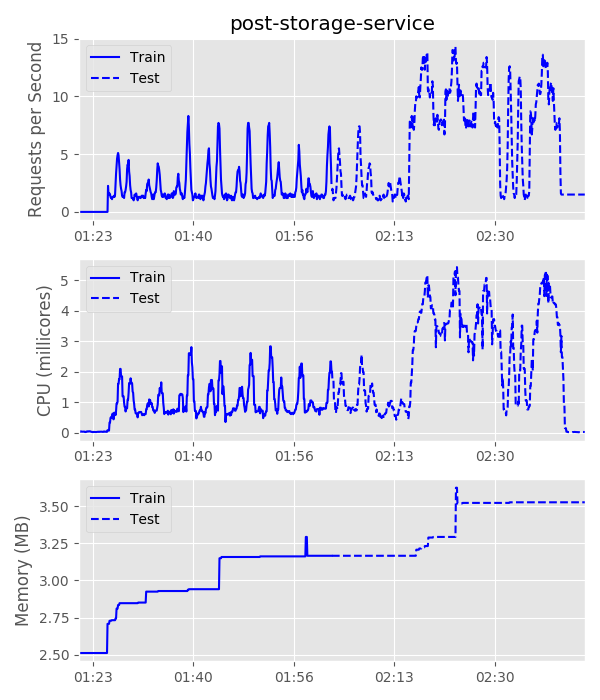 post-storage-service
Requests per Second
15
10
5
0
Train
Test
01:23 01:40 01:56 02:13 02:30
CPU (millicores)
5
4
3
2
1
0
Train
Test
01:23 01:40 01:56 02:13 02:30
Memory (MB)
3.50
3.25
3.00
2.75
2.50
Train
Test
01:23 01:40 01:56 02:13 02:30